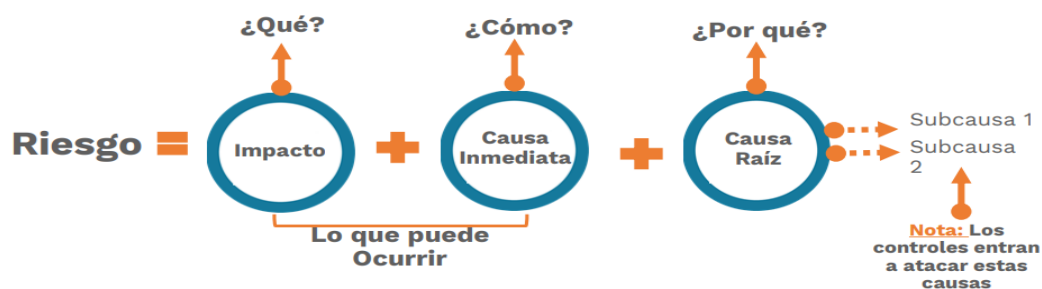 ¿Qué?
¿Cómo?
¿Por qué?
Riesgo
=
Impacto
+
Causa
Inmediata
+
Causa
Raíz
Subcausa 1
Subcausa
2
Lo que puede
Ocurrir
Nota: Los
controles entran
a atacar estas
causas